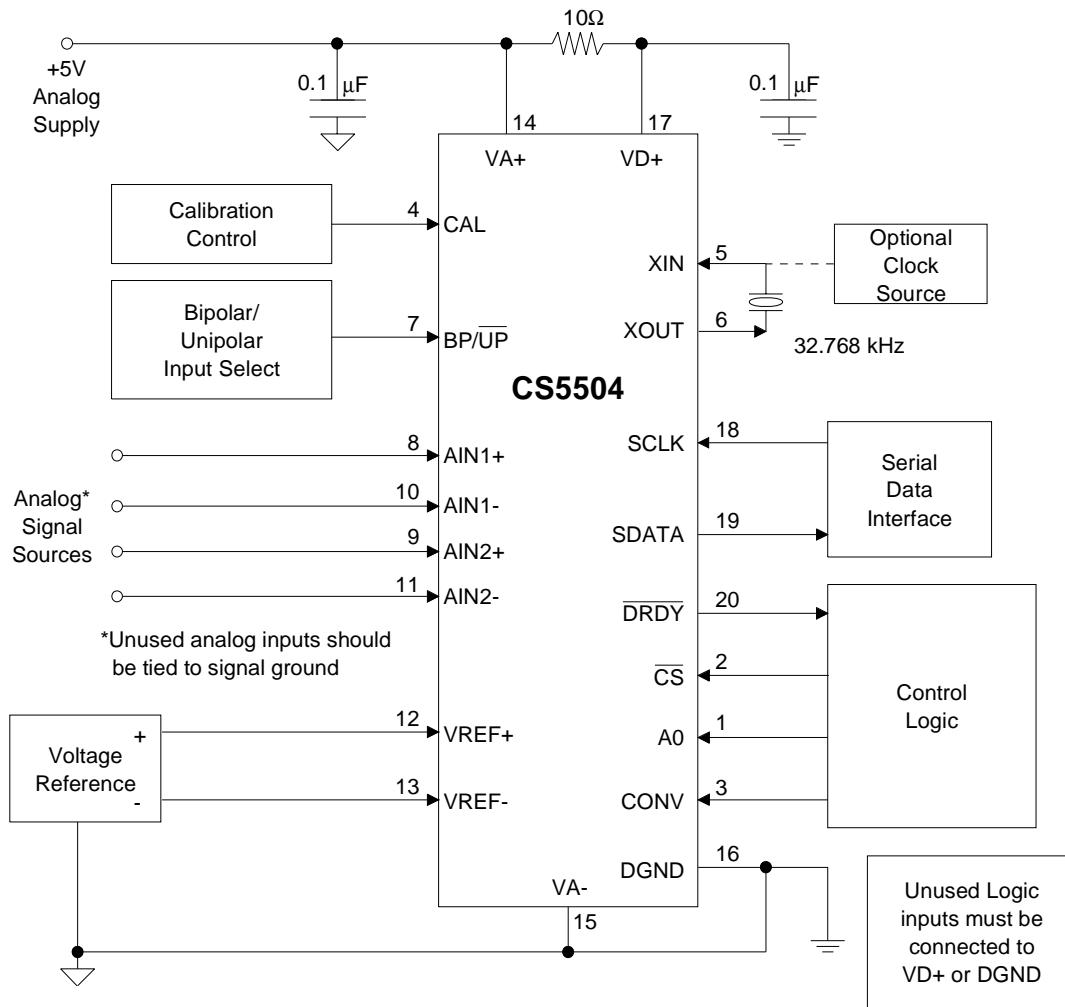 10Ω
+5V
Analog
Supply
0.1 µF
0.1 µF
14
17
VA+
VD+
Calibration
Control
4
CAL
Optional
Clock
Source
5
XIN
Bipolar/
Unipolar
Input Select
7
BP/U̅P̅
6
XOUT
32.768 kHz
CS5504
8
AIN1+
18
SCLK
Serial
Data
Interface
Analog*
Signal
Sources
10
AIN1-
9
AIN2+
19
SDATA
11
AIN2-
20
D̅R̅D̅Y̅
*Unused analog inputs should
be tied to signal ground
2
C̅S̅
Control
Logic
12
VREF+
1
A0
+
Voltage
Reference
-
13
VREF-
3
CONV
16
DGND
VA-
15
Unused Logic
inputs must be
connected to
VD+ or DGND